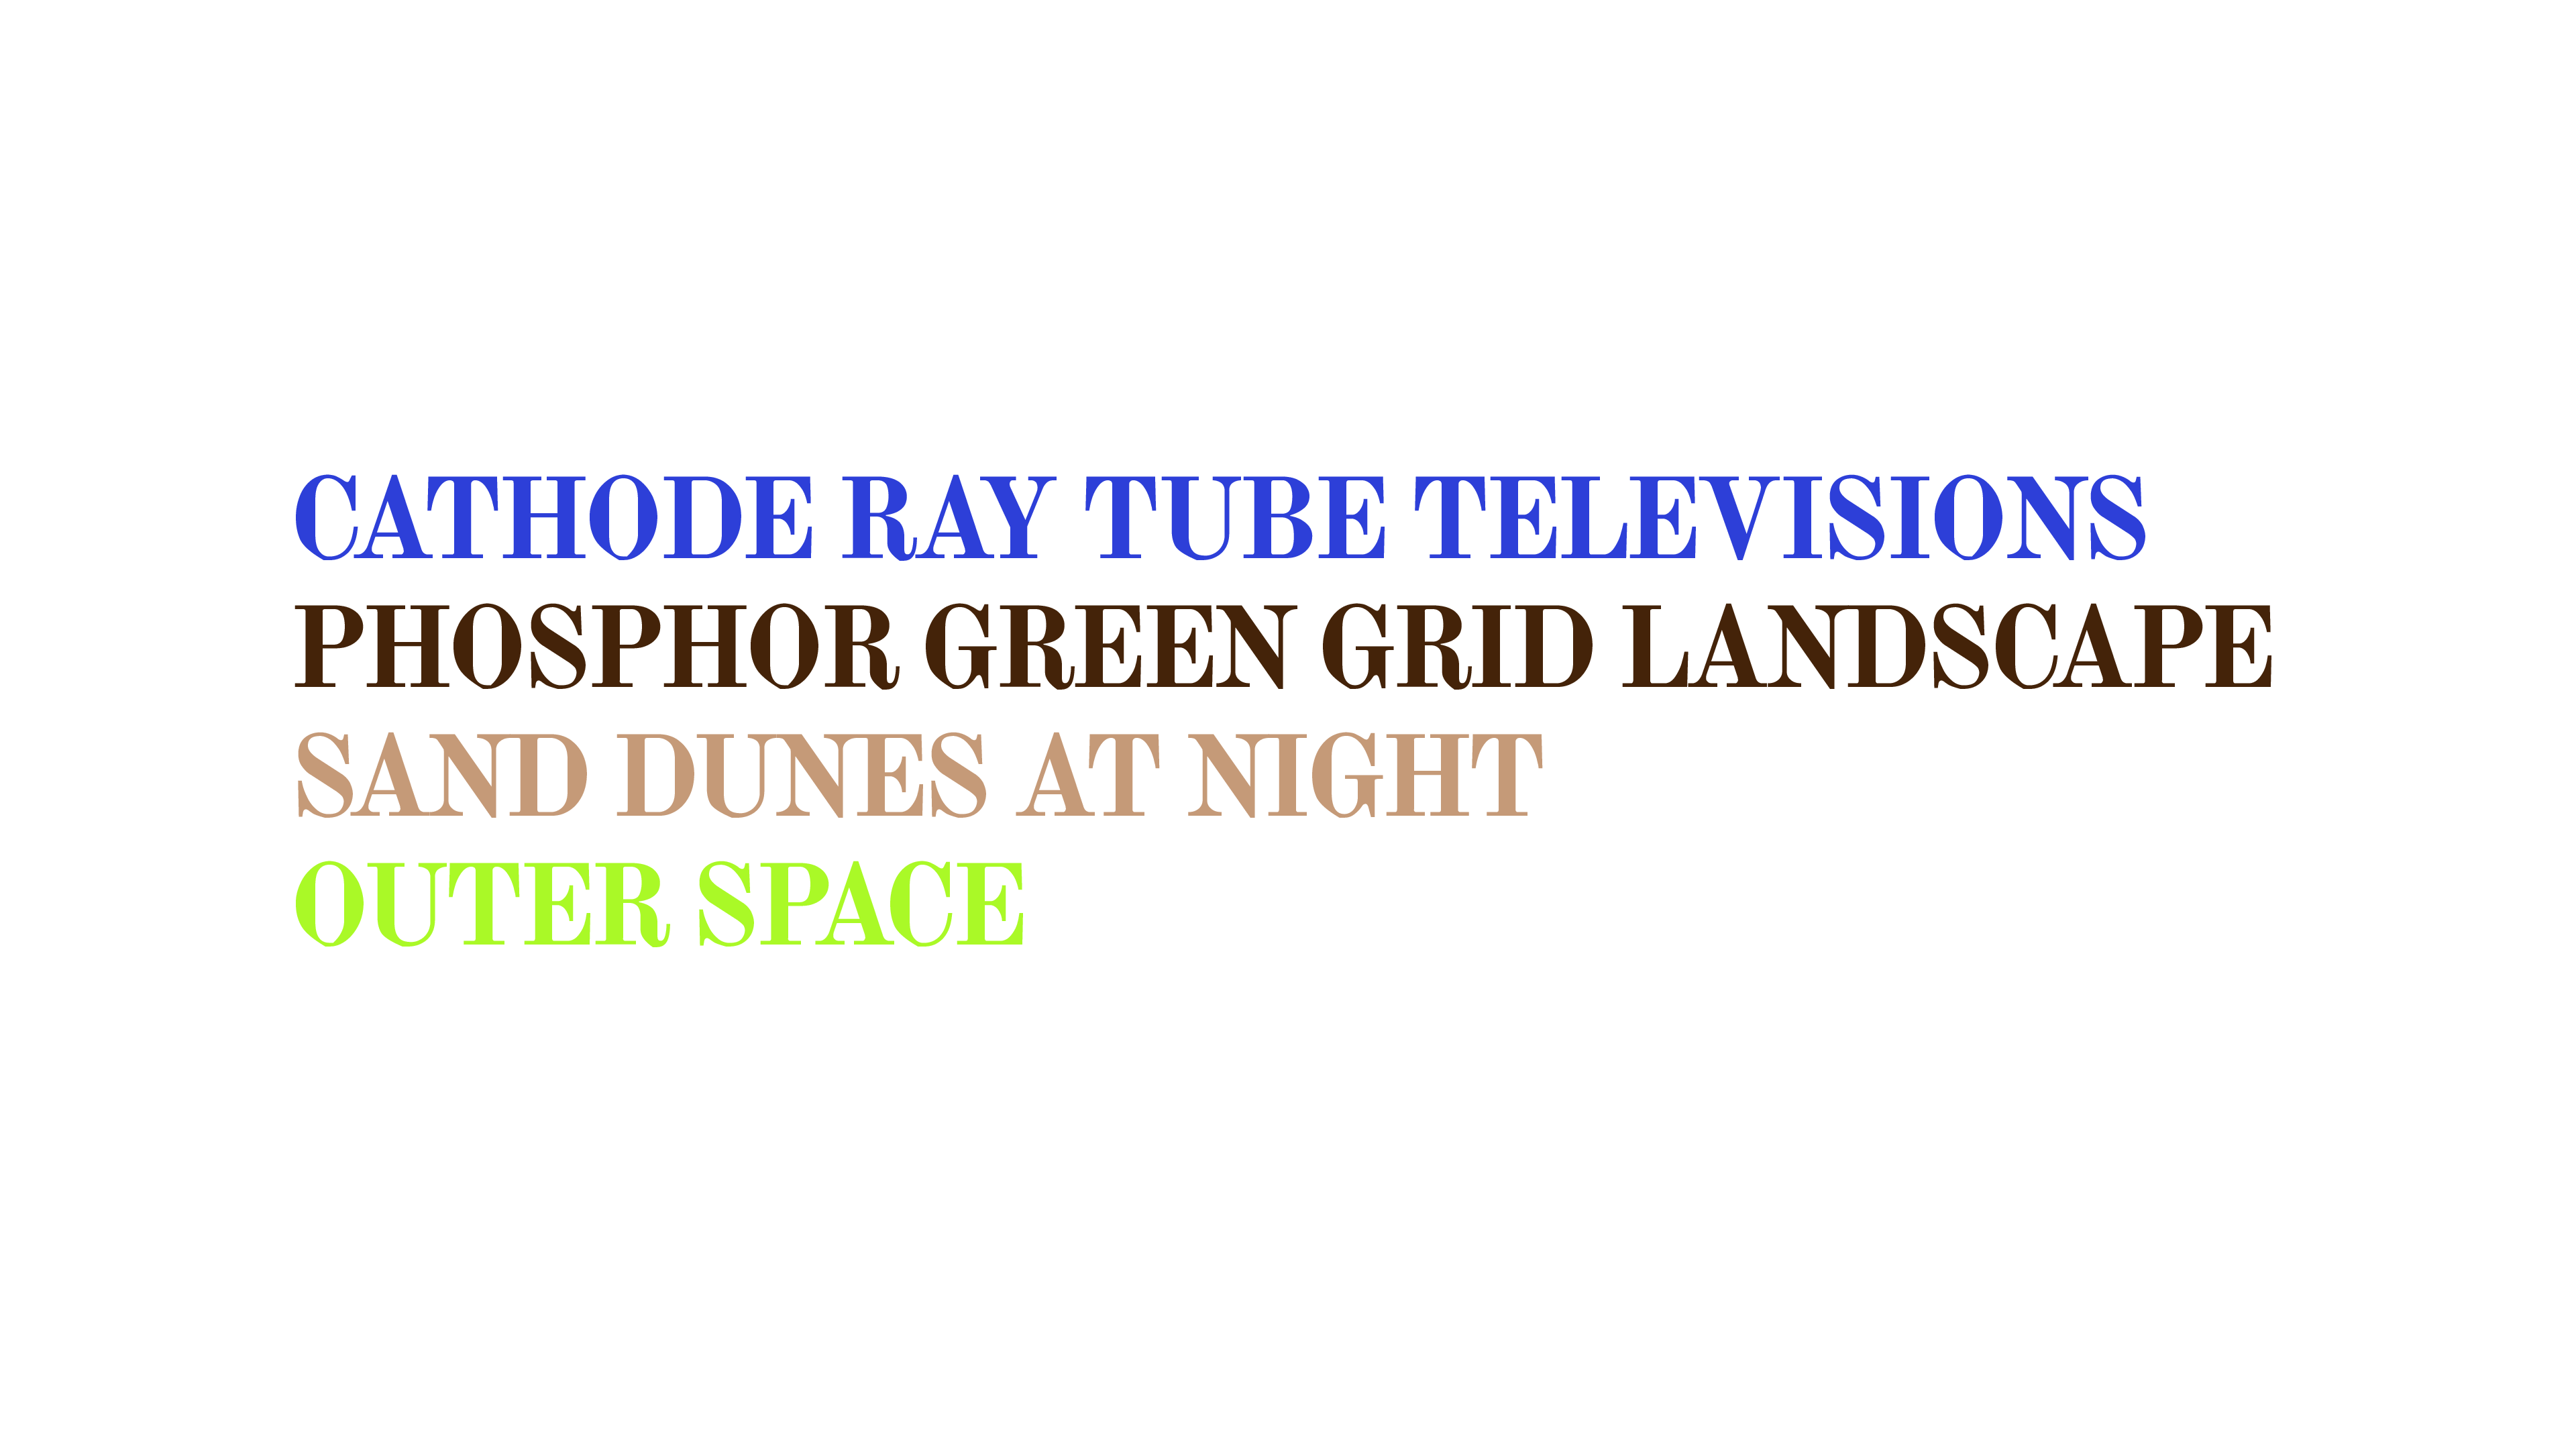 CATHODE RAY TUBE TELEVISIONS
PHOSPHOR GREEN GRID LANDSCAPE
SAND DUNES AT NIGHT
OUTER SPACE